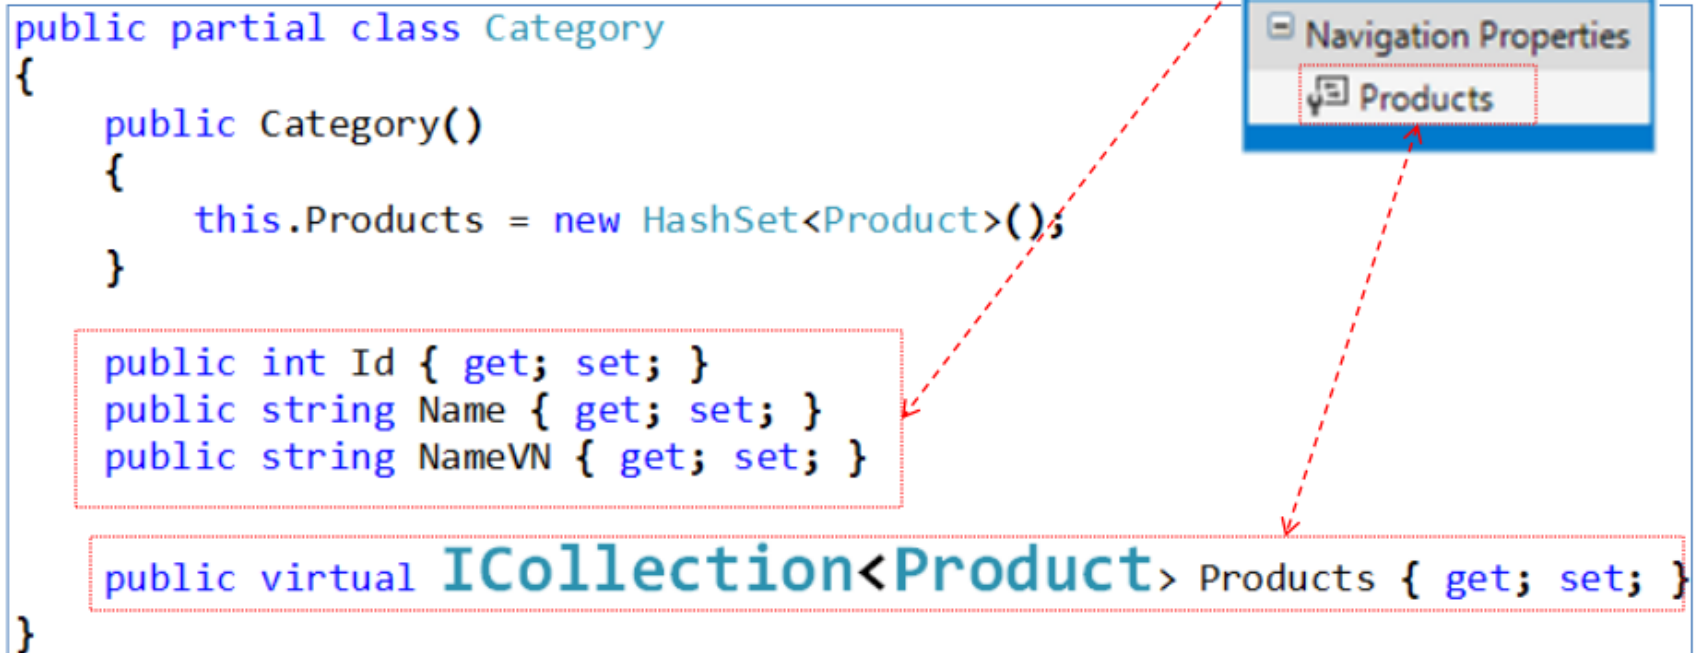 public partial class Category
{
public Category()
{
this.Products = new HashSet<Product>();
}
public int Id { get; set; }
public string Name { get; set; }
public string NameVN { get; set; }
public virtual ICollection<Product> Products { get; set; }
}
Navigation Properties
Products